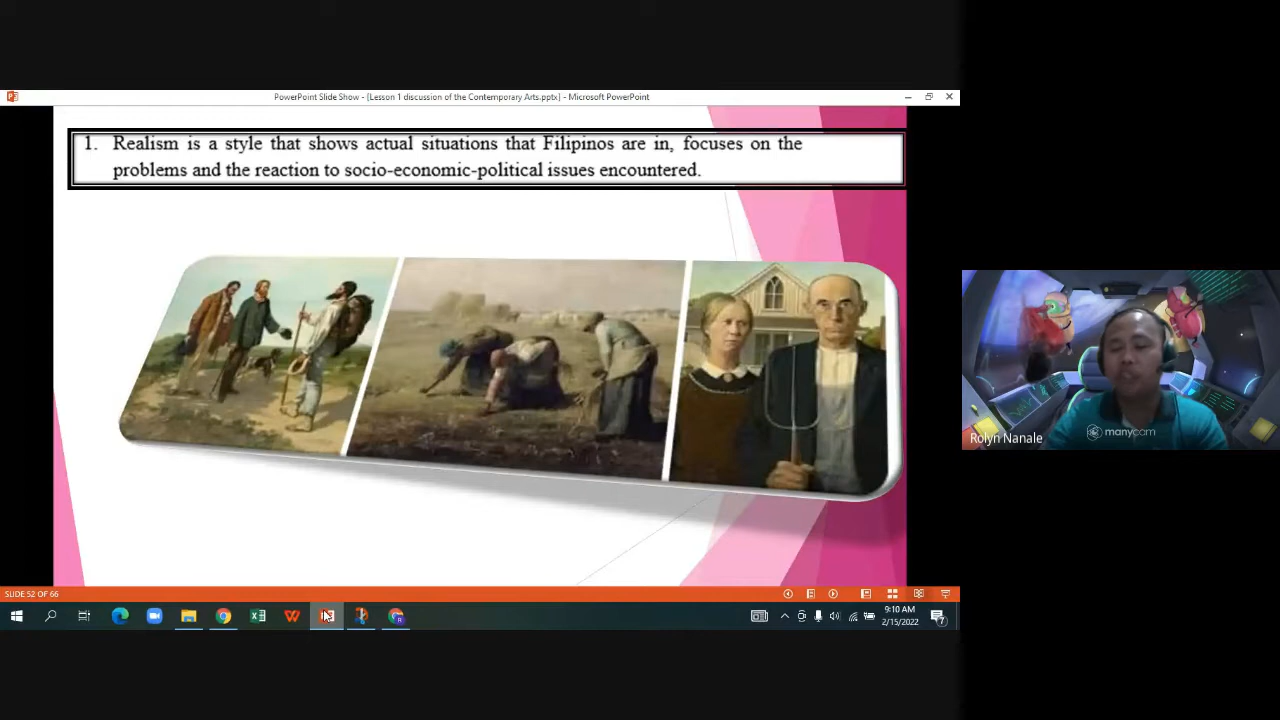 PowerPoint Slide Show - [Lesson 1 discussion of the Contemporary Arts.pptx] - Microsoft PowerPoint
1. Realism is a style that shows actual situations that Filipinos are in, focuses on the
problems and the reaction to socio-economic-political issues encountered.
Rolyn Nanale
manycam
SLIDE 52 OF 66
9:10 AM
2/15/2022
7